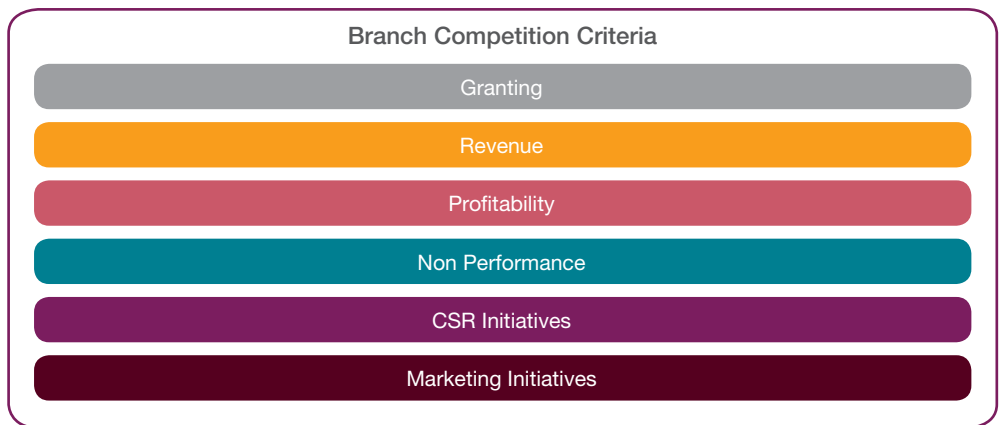 Branch Competition Criteria
Granting
Revenue
Profitability
Non Performance
CSR Initiatives
Marketing Initiatives